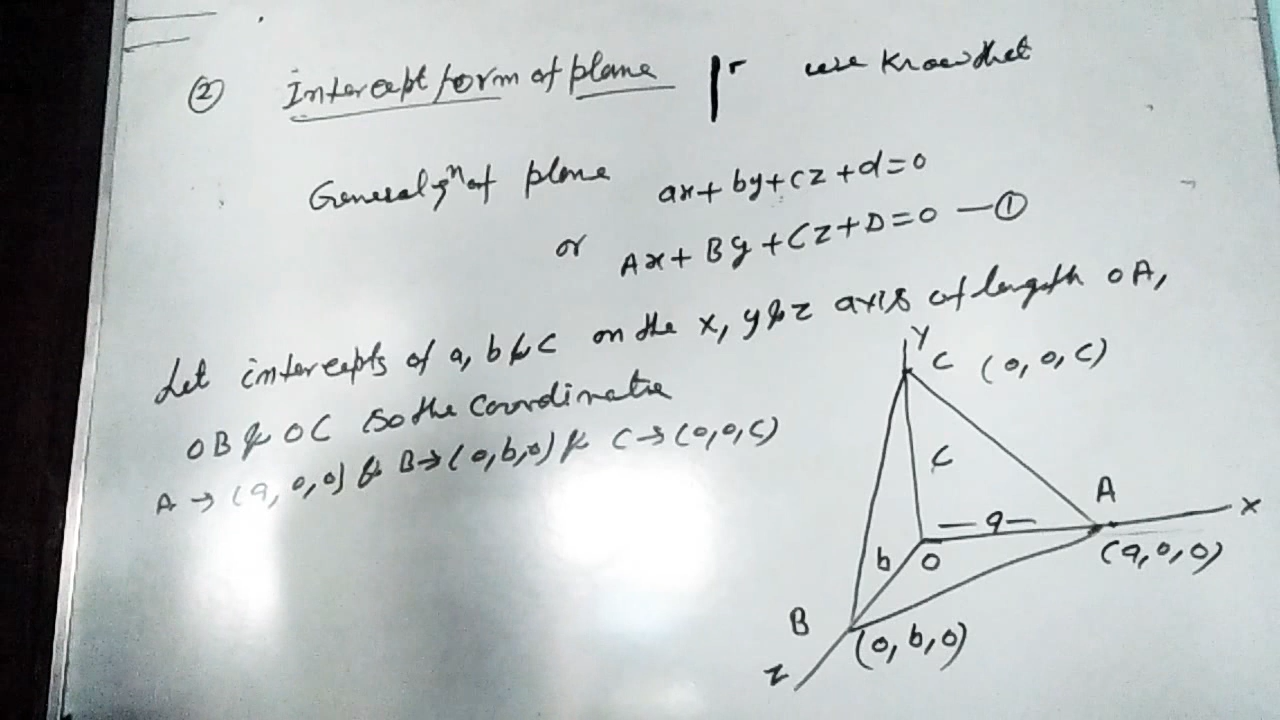 ② Intercept form of plane we know that
General eqn of plane ax + by + cz + d = 0
or Ax + By + Cz + D = 0 — ①
Let intercepts of a, b & c on the x, y & z axis of length OA,
OB & OC so the coordinate
A → (a, 0, 0) & B → (0, b, 0) & C → (0, 0, c)
Y
C (0, 0, c)
c
A
— a —
X
b
O
(a, 0, 0)
B
(0, b, 0)
z